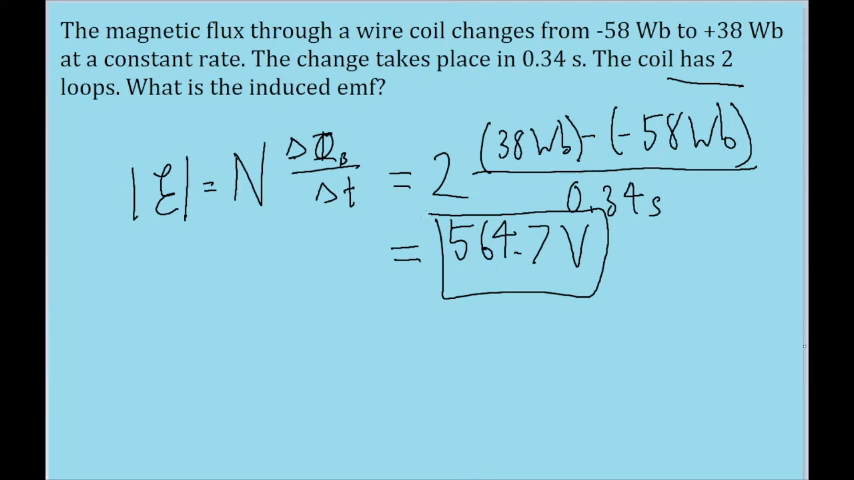 The magnetic flux through a wire coil changes from -58 Wb to +38 Wb
at a constant rate. The change takes place in 0.34 s. The coil has 2
loops. What is the induced emf?
|ℰ| = N ΔΦ_B / Δt = 2 (38 Wb) - (-58 Wb) / 0.34 s
= 564.7 V